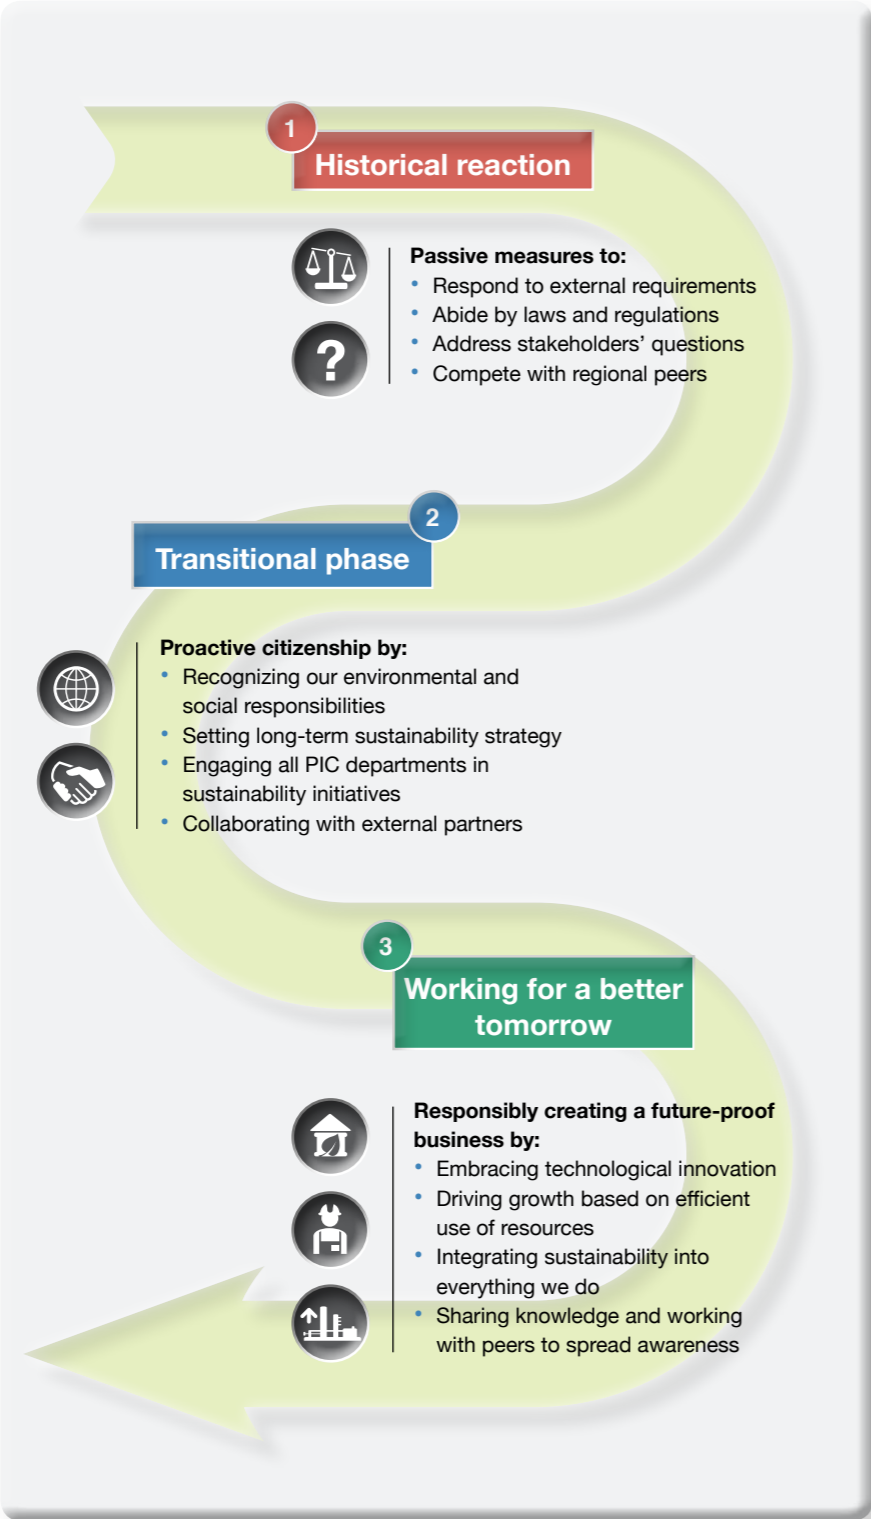 1
Historical reaction
?
Passive measures to:
• Respond to external requirements
• Abide by laws and regulations
• Address stakeholders’ questions
• Compete with regional peers
2
Transitional phase
Proactive citizenship by:
• Recognizing our environmental and
social responsibilities
• Setting long-term sustainability strategy
• Engaging all PIC departments in
sustainability initiatives
• Collaborating with external partners
3
Working for a better
tomorrow
Responsibly creating a future-proof
business by:
• Embracing technological innovation
• Driving growth based on efficient
use of resources
• Integrating sustainability into
everything we do
• Sharing knowledge and working
with peers to spread awareness